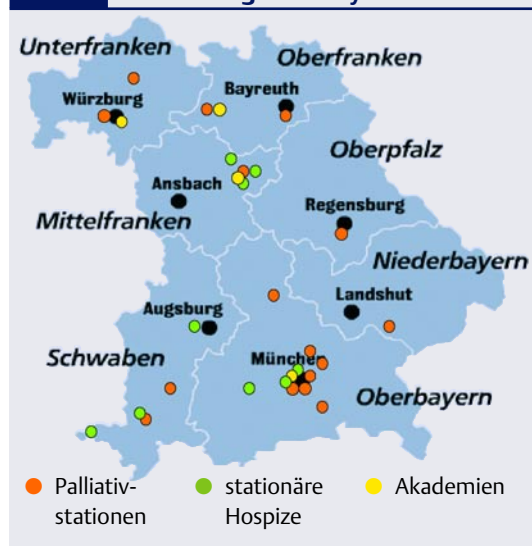 Unterfranken
Oberfranken
Bayreuth
Würzburg
Oberpfalz
Ansbach
Regensburg
Mittelfranken
Niederbayern
Landshut
Augsburg
Schwaben
München
Oberbayern
Palliativ-
stationen
stationäre
Hospize
Akademien